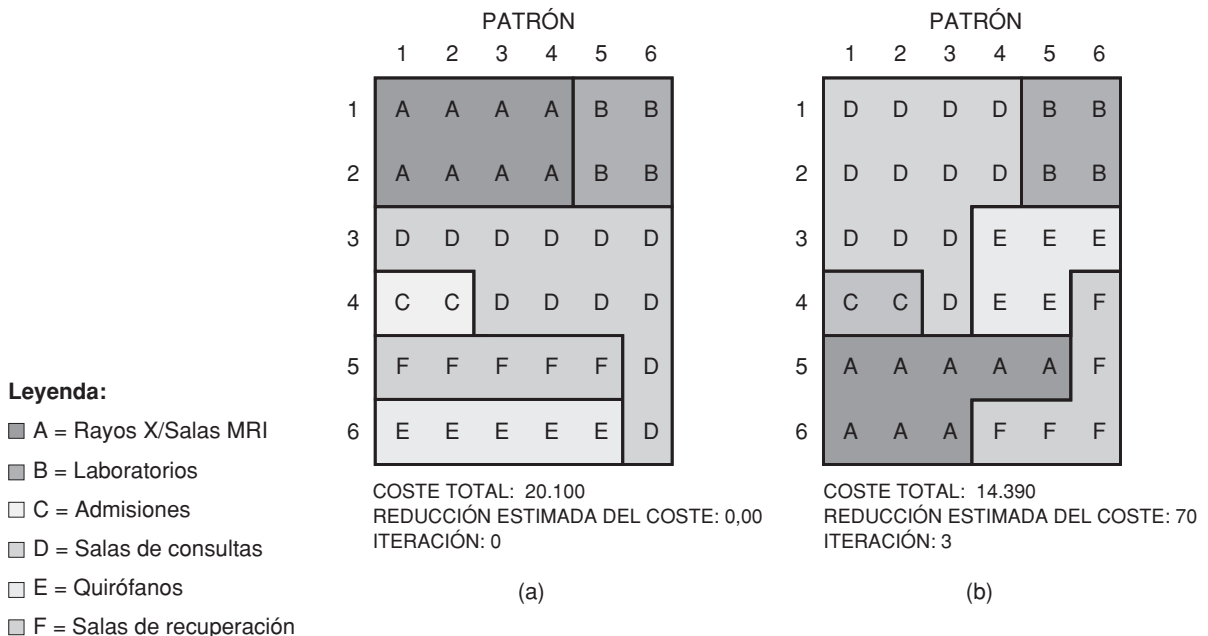 PATRÓN
1 2 3 4 5 6
1 A A A A B B
2 A A A A B B
3 D D D D D D
4 C C D D D D
5 F F F F F D
6 E E E E E D
COSTE TOTAL: 20.100
REDUCCIÓN ESTIMADA DEL COSTE: 0,00
ITERACIÓN: 0
(a)
PATRÓN
1 2 3 4 5 6
1 D D D D B B
2 D D D D B B
3 D D D E E E
4 C C D E E F
5 A A A A A F
6 A A A F F F
COSTE TOTAL: 14.390
REDUCCIÓN ESTIMADA DEL COSTE: 70
ITERACIÓN: 3
(b)
Leyenda:
A = Rayos X/Salas MRI
B = Laboratorios
C = Admisiones
D = Salas de consultas
E = Quirófanos
F = Salas de recuperación